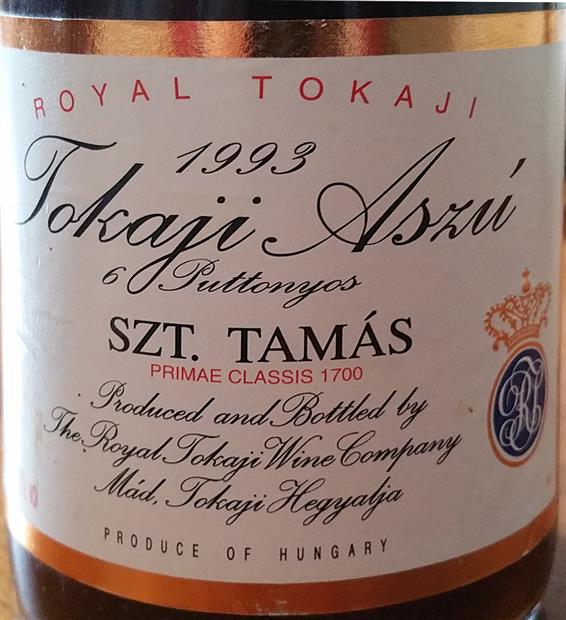 ROYAL TOKAJI
1993
Tokaji Aszú
6 Puttonyos
SZT. TAMÁS
PRIMAE CLASSIS 1700
Produced and Bottled by
The Royal Tokaji Wine Company
Mád, Tokaji Hegyalja
VOl
PRODUCE OF HUNGARY